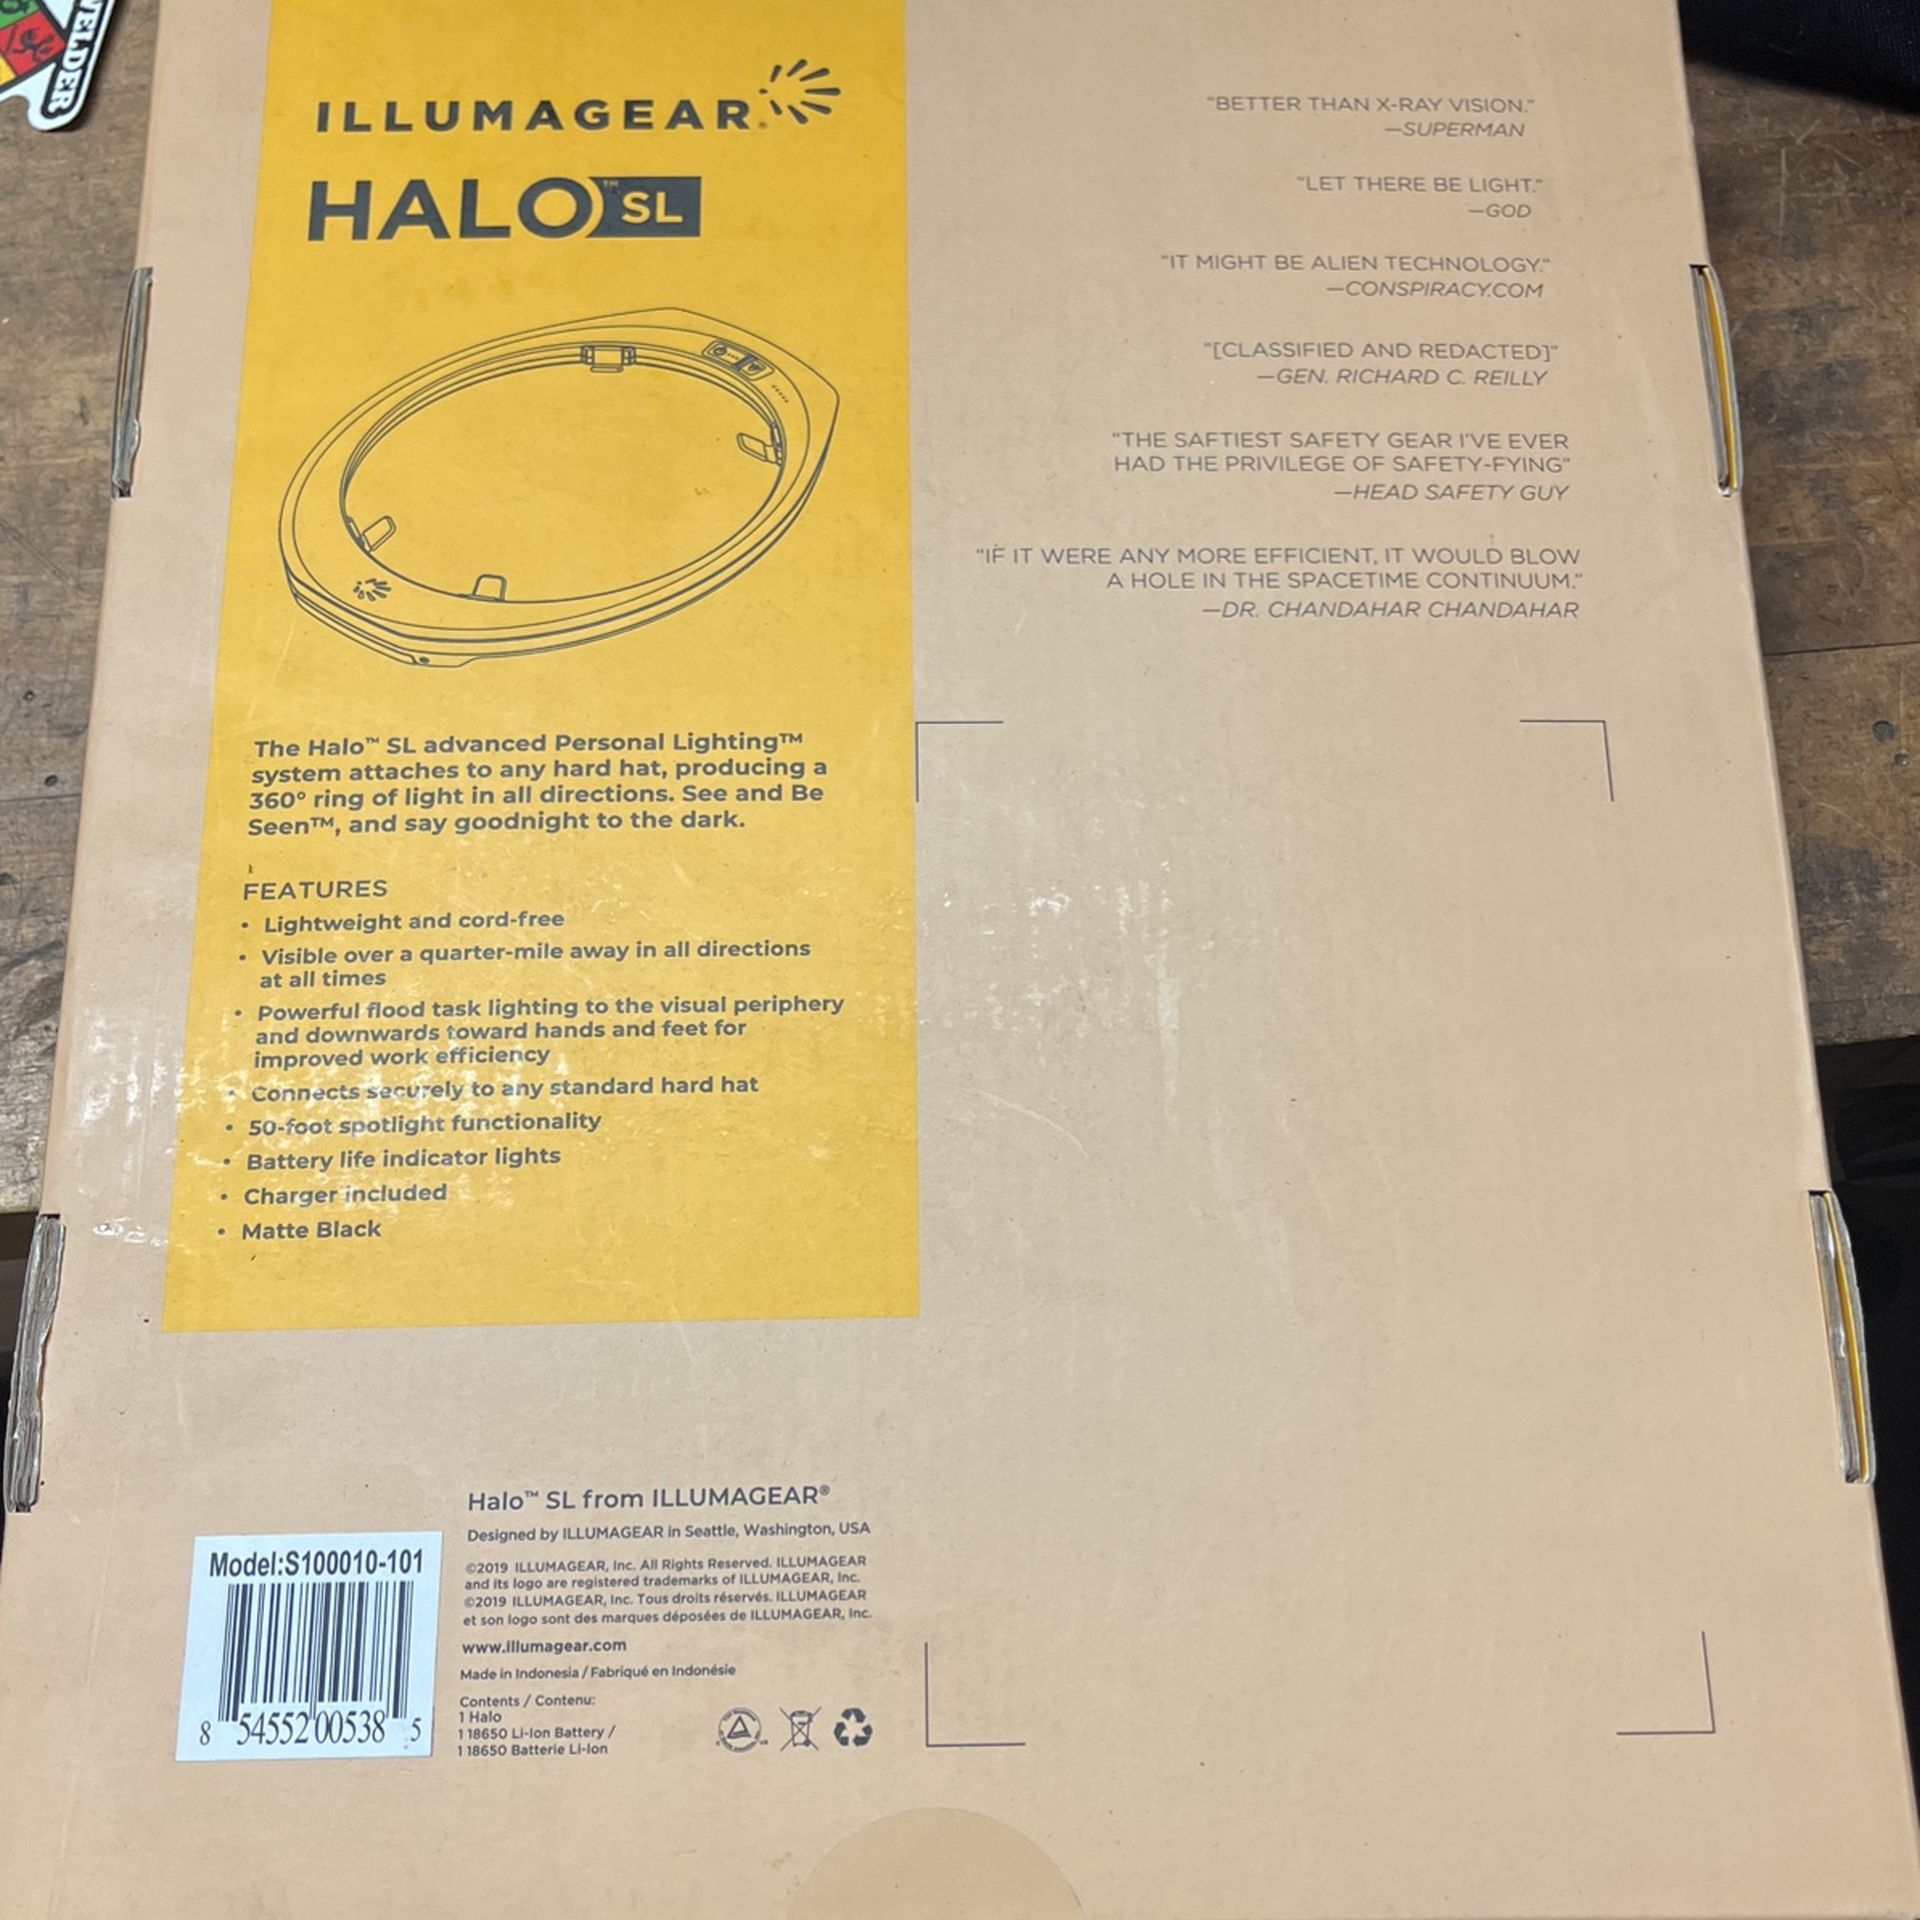 WELDER
ILLUMAGEAR®
HALO™ SL
The Halo™ SL advanced Personal Lighting™
system attaches to any hard hat, producing a
360° ring of light in all directions. See and Be
Seen™, and say goodnight to the dark.
FEATURES
• Lightweight and cord-free
• Visible over a quarter-mile away in all directions
at all times
• Powerful flood task lighting to the visual periphery
and downwards toward hands and feet for
improved work efficiency
• Connects securely to any standard hard hat
• 50-foot spotlight functionality
• Battery life indicator lights
• Charger included
• Matte Black
"BETTER THAN X-RAY VISION."
—SUPERMAN
"LET THERE BE LIGHT."
—GOD
"IT MIGHT BE ALIEN TECHNOLOGY."
—CONSPIRACY.COM
"[CLASSIFIED AND REDACTED]"
—GEN. RICHARD C. REILLY
"THE SAFTIEST SAFETY GEAR I'VE EVER
HAD THE PRIVILEGE OF SAFETY-FYING"
—HEAD SAFETY GUY
"IF IT WERE ANY MORE EFFICIENT, IT WOULD BLOW
A HOLE IN THE SPACETIME CONTINUUM."
—DR. CHANDAHAR CHANDAHAR
Model:S100010-101
8 54552 00538 5
Halo™ SL from ILLUMAGEAR®
Designed by ILLUMAGEAR in Seattle, Washington, USA
©2019 ILLUMAGEAR, Inc. All Rights Reserved. ILLUMAGEAR
and its logo are registered trademarks of ILLUMAGEAR, Inc.
©2019 ILLUMAGEAR, Inc. Tous droits réservés. ILLUMAGEAR
et son logo sont des marques déposées de ILLUMAGEAR, Inc.
www.illumagear.com
Made in Indonesia / Fabriqué en Indonésie
Contents / Contenu:
1 Halo
1 18650 Li-Ion Battery /
1 18650 Batterie Li-Ion